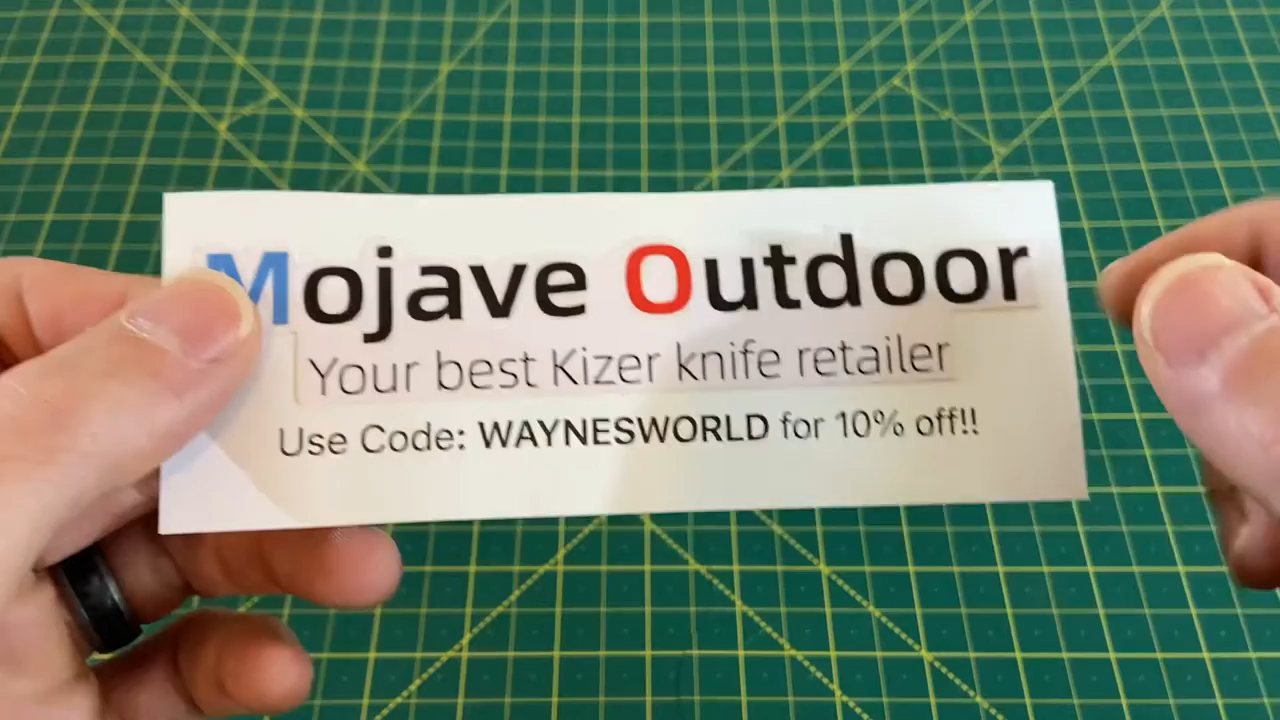 Mojave Outdoor
Your best Kizer knife retailer
Use Code: WAYNESWORLD for 10% off!!